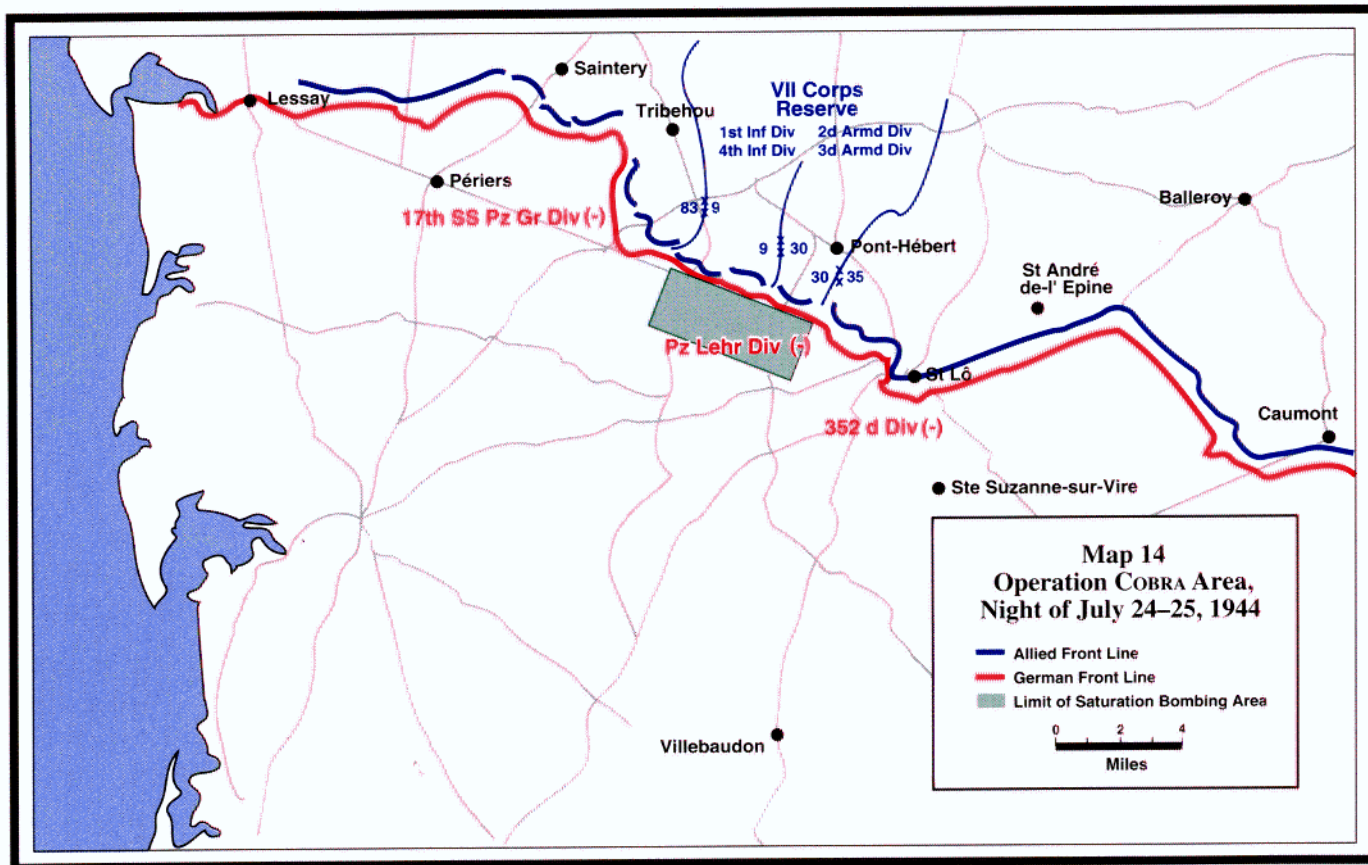 Saintery
Lessay
Tribehou
VII Corps
Reserve
1st Inf Div 2d Armd Div
4th Inf Div 3d Armd Div
Périers
17th SS Pz Gr Div (-)
83 9
Balleroy
9 30
Pont-Hébert
30 35
St André
de-l' Epine
Pz Lehr Div (-)
St Lô
352 d Div (-)
Caumont
Ste Suzanne-sur-Vire
Villebaudon
Map 14
Operation COBRA Area,
Night of July 24–25, 1944
Allied Front Line
German Front Line
Limit of Saturation Bombing Area
0 2 4
Miles